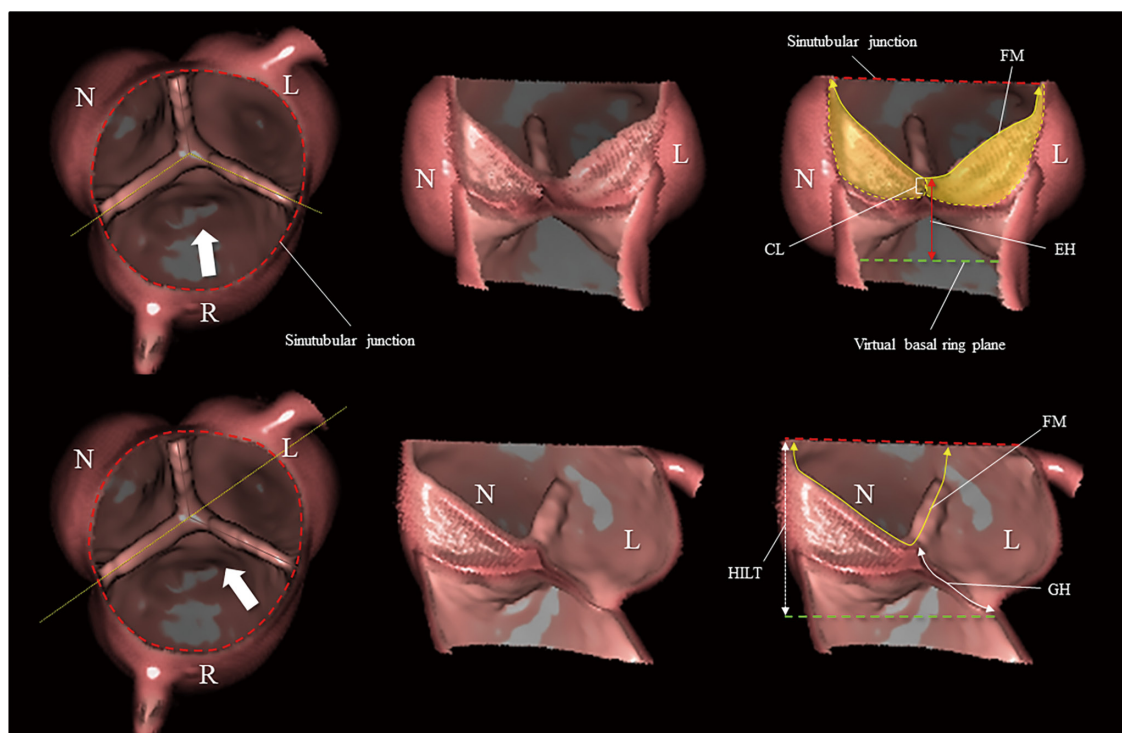 N
L
R
Sinutubular junction
N
L
Sinutubular junction
FM
N
L
CL
EH
Virtual basal ring plane
N
L
R
N
L
FM
N
L
HILT
GH